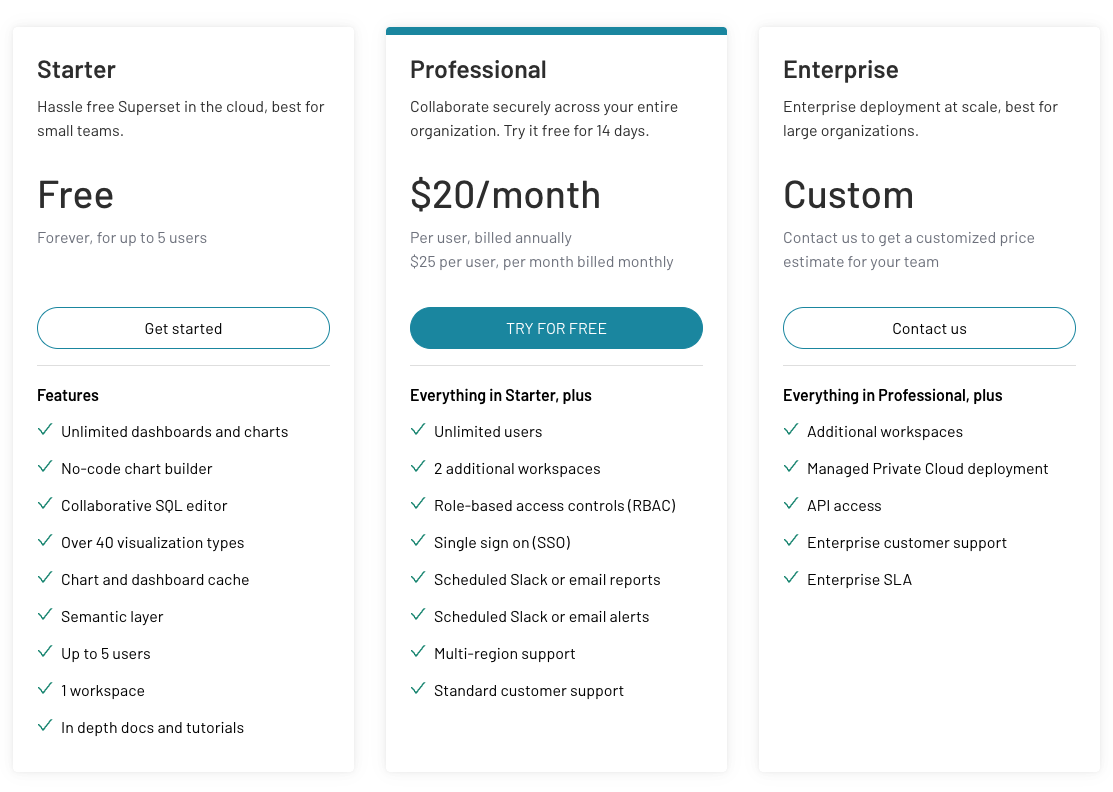 Starter
Hassle free Superset in the cloud, best for
small teams.
Free
Forever, for up to 5 users
Get started
Features
Unlimited dashboards and charts
No-code chart builder
Collaborative SQL editor
Over 40 visualization types
Chart and dashboard cache
Semantic layer
Up to 5 users
1 workspace
In depth docs and tutorials
Professional
Collaborate securely across your entire
organization. Try it free for 14 days.
$20/month
Per user, billed annually
$25 per user, per month billed monthly
TRY FOR FREE
Everything in Starter, plus
Unlimited users
2 additional workspaces
Role-based access controls (RBAC)
Single sign on (SSO)
Scheduled Slack or email reports
Scheduled Slack or email alerts
Multi-region support
Standard customer support
Enterprise
Enterprise deployment at scale, best for
large organizations.
Custom
Contact us to get a customized price
estimate for your team
Contact us
Everything in Professional, plus
Additional workspaces
Managed Private Cloud deployment
API access
Enterprise customer support
Enterprise SLA